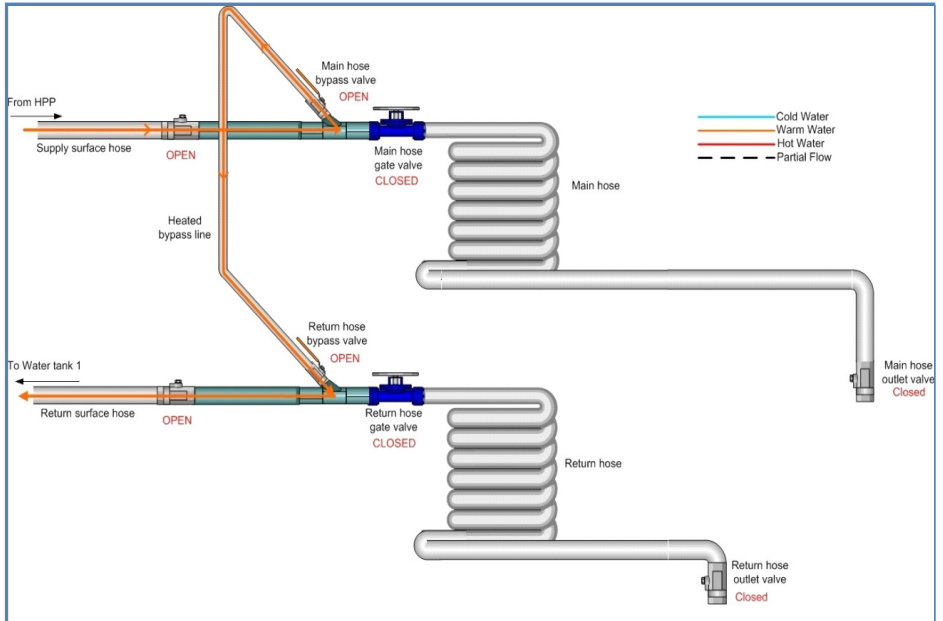 Main hose
bypass valve
OPEN
From HPP
Supply surface hose
OPEN
Main hose
gate valve
CLOSED
Cold Water
Warm Water
Hot Water
Partial Flow
Main hose
Heated
bypass line
Return hose
bypass valve
OPEN
To Water tank 1
Return surface hose
OPEN
Return hose
gate valve
CLOSED
Main hose
outlet valve
Closed
Return hose
Return hose
outlet valve
Closed